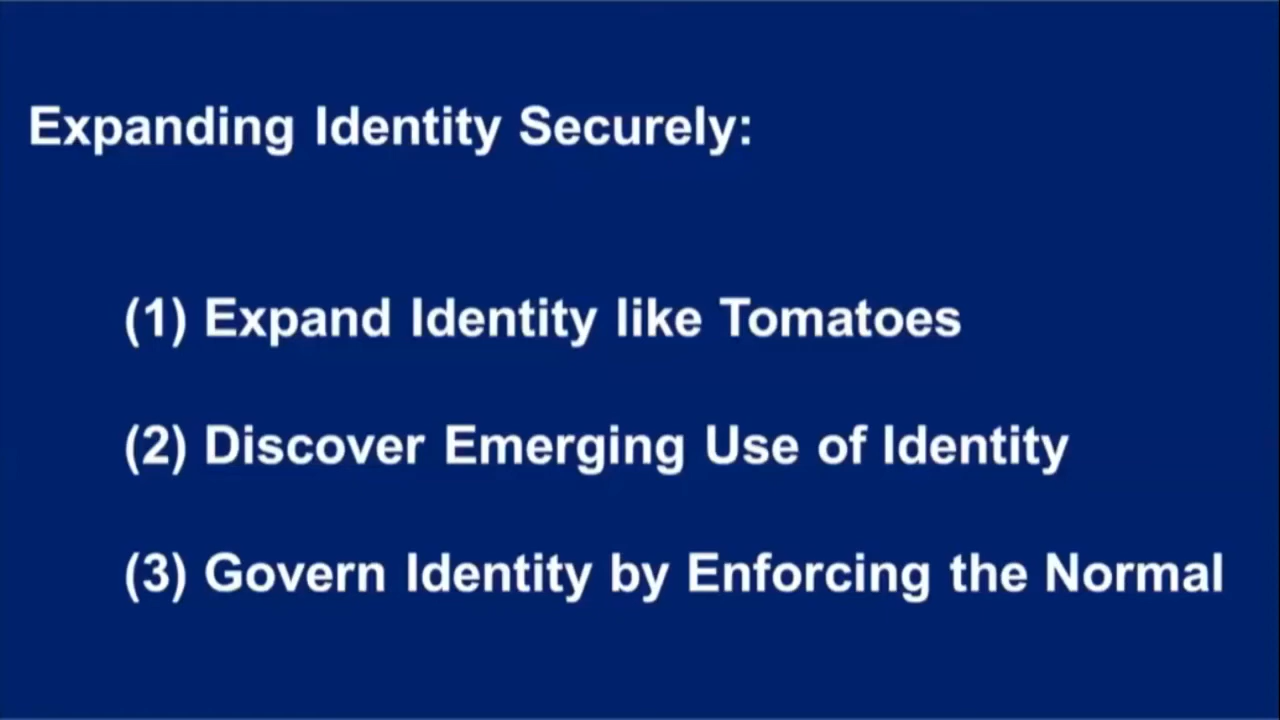 Expanding Identity Securely:
(1) Expand Identity like Tomatoes
(2) Discover Emerging Use of Identity
(3) Govern Identity by Enforcing the Normal